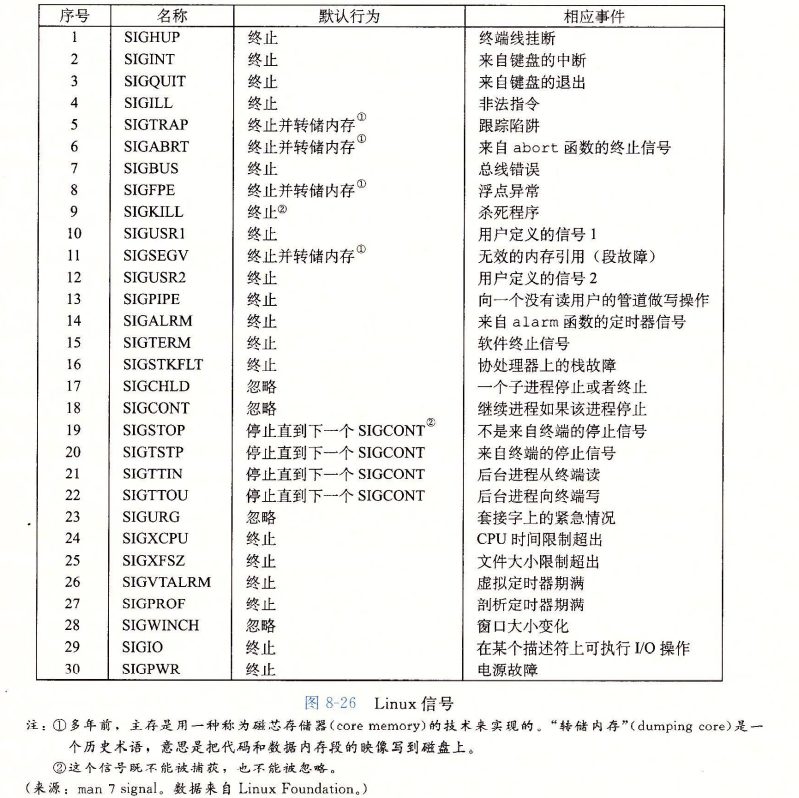 序号 名称 默认行为 相应事件
1 SIGHUP 终止 终端线挂断
2 SIGINT 终止 来自键盘的中断
3 SIGQUIT 终止 来自键盘的退出
4 SIGILL 终止 非法指令
5 SIGTRAP 终止并转储内存① 跟踪陷阱
6 SIGABRT 终止并转储内存① 来自 abort 函数的终止信号
7 SIGBUS 终止 总线错误
8 SIGFPE 终止并转储内存① 浮点异常
9 SIGKILL 终止② 杀死程序
10 SIGUSR1 终止 用户定义的信号 1
11 SIGSEGV 终止并转储内存① 无效的内存引用（段故障）
12 SIGUSR2 终止 用户定义的信号 2
13 SIGPIPE 终止 向一个没有读用户的管道做写操作
14 SIGALRM 终止 来自 alarm 函数的定时器信号
15 SIGTERM 终止 软件终止信号
16 SIGSTKFLT 终止 协处理器上的栈故障
17 SIGCHLD 忽略 一个子进程停止或者终止
18 SIGCONT 忽略 继续进程如果该进程停止
19 SIGSTOP 停止直到下一个 SIGCONT② 不是来自终端的停止信号
20 SIGTSTP 停止直到下一个 SIGCONT 来自终端的停止信号
21 SIGTTIN 停止直到下一个 SIGCONT 后台进程从终端读
22 SIGTTOU 停止直到下一个 SIGCONT 后台进程向终端写
23 SIGURG 忽略 套接字上的紧急情况
24 SIGXCPU 终止 CPU 时间限制超出
25 SIGXFSZ 终止 文件大小限制超出
26 SIGVTALRM 终止 虚拟定时器期满
27 SIGPROF 终止 剖析定时器期满
28 SIGWINCH 忽略 窗口大小变化
29 SIGIO 终止 在某个描述符上可执行 I/O 操作
30 SIGPWR 终止 电源故障
图 8-26 Linux 信号
注：①多年前，主存是用一种称为磁芯存储器(core memory)的技术来实现的。“转储内存”(dumping core)是一
个历史术语，意思是把代码和数据内存段的映像写到磁盘上。
②这个信号既不能被捕获，也不能被忽略。
(来源：man 7 signal。数据来自 Linux Foundation。)